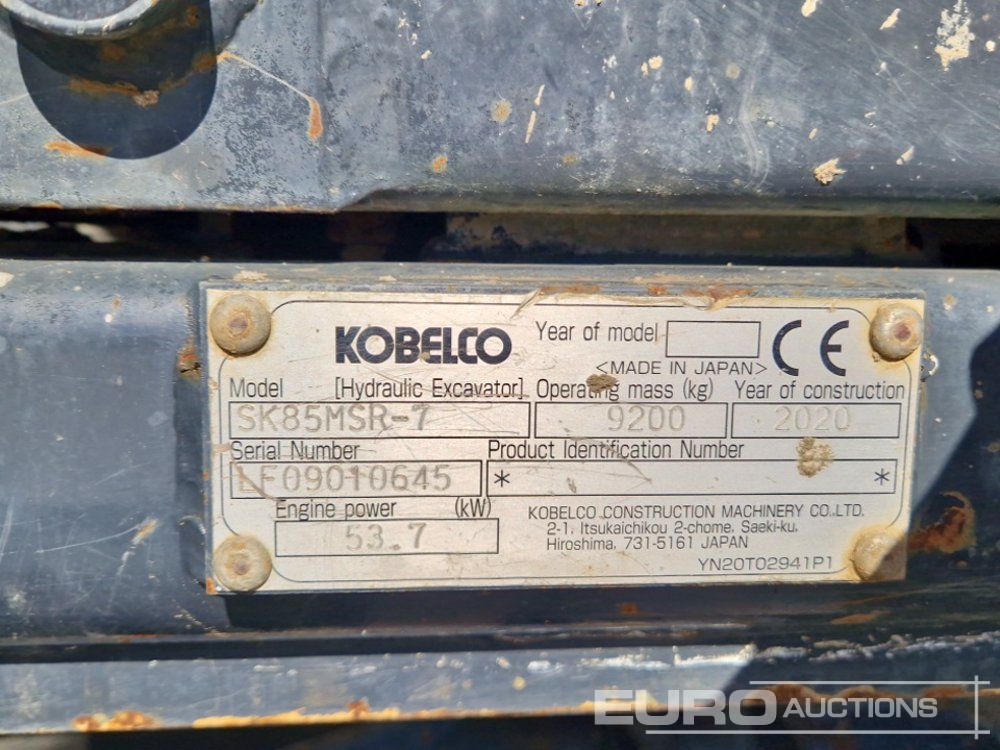 KOBELCO
Year of model
CE
<MADE IN JAPAN>
Model [Hydraulic Excavator] Operating mass (kg) Year of construction
SK85MSR-7 9200 2020
Serial Number Product Identification Number
LF09010645 * *
Engine power (kW)
53.7
KOBELCO CONSTRUCTION MACHINERY CO.,LTD.
2-1, Itsukaichikou 2-chome, Saeki-ku,
Hiroshima, 731-5161 JAPAN
YN20T02941P1
EURO AUCTIONS